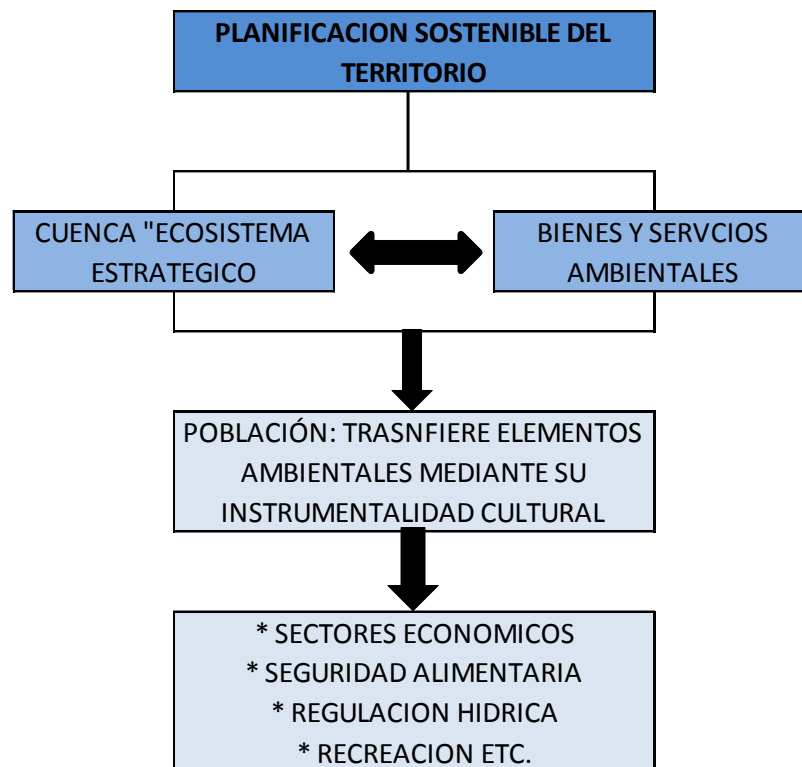 PLANIFICACION SOSTENIBLE DEL
TERRITORIO
CUENCA "ECOSISTEMA
ESTRATEGICO
BIENES Y SERVCIOS
AMBIENTALES
POBLACIÓN: TRASNFIERE ELEMENTOS
AMBIENTALES MEDIANTE SU
INSTRUMENTALIDAD CULTURAL
* SECTORES ECONOMICOS
* SEGURIDAD ALIMENTARIA
* REGULACION HIDRICA
* RECREACION ETC.